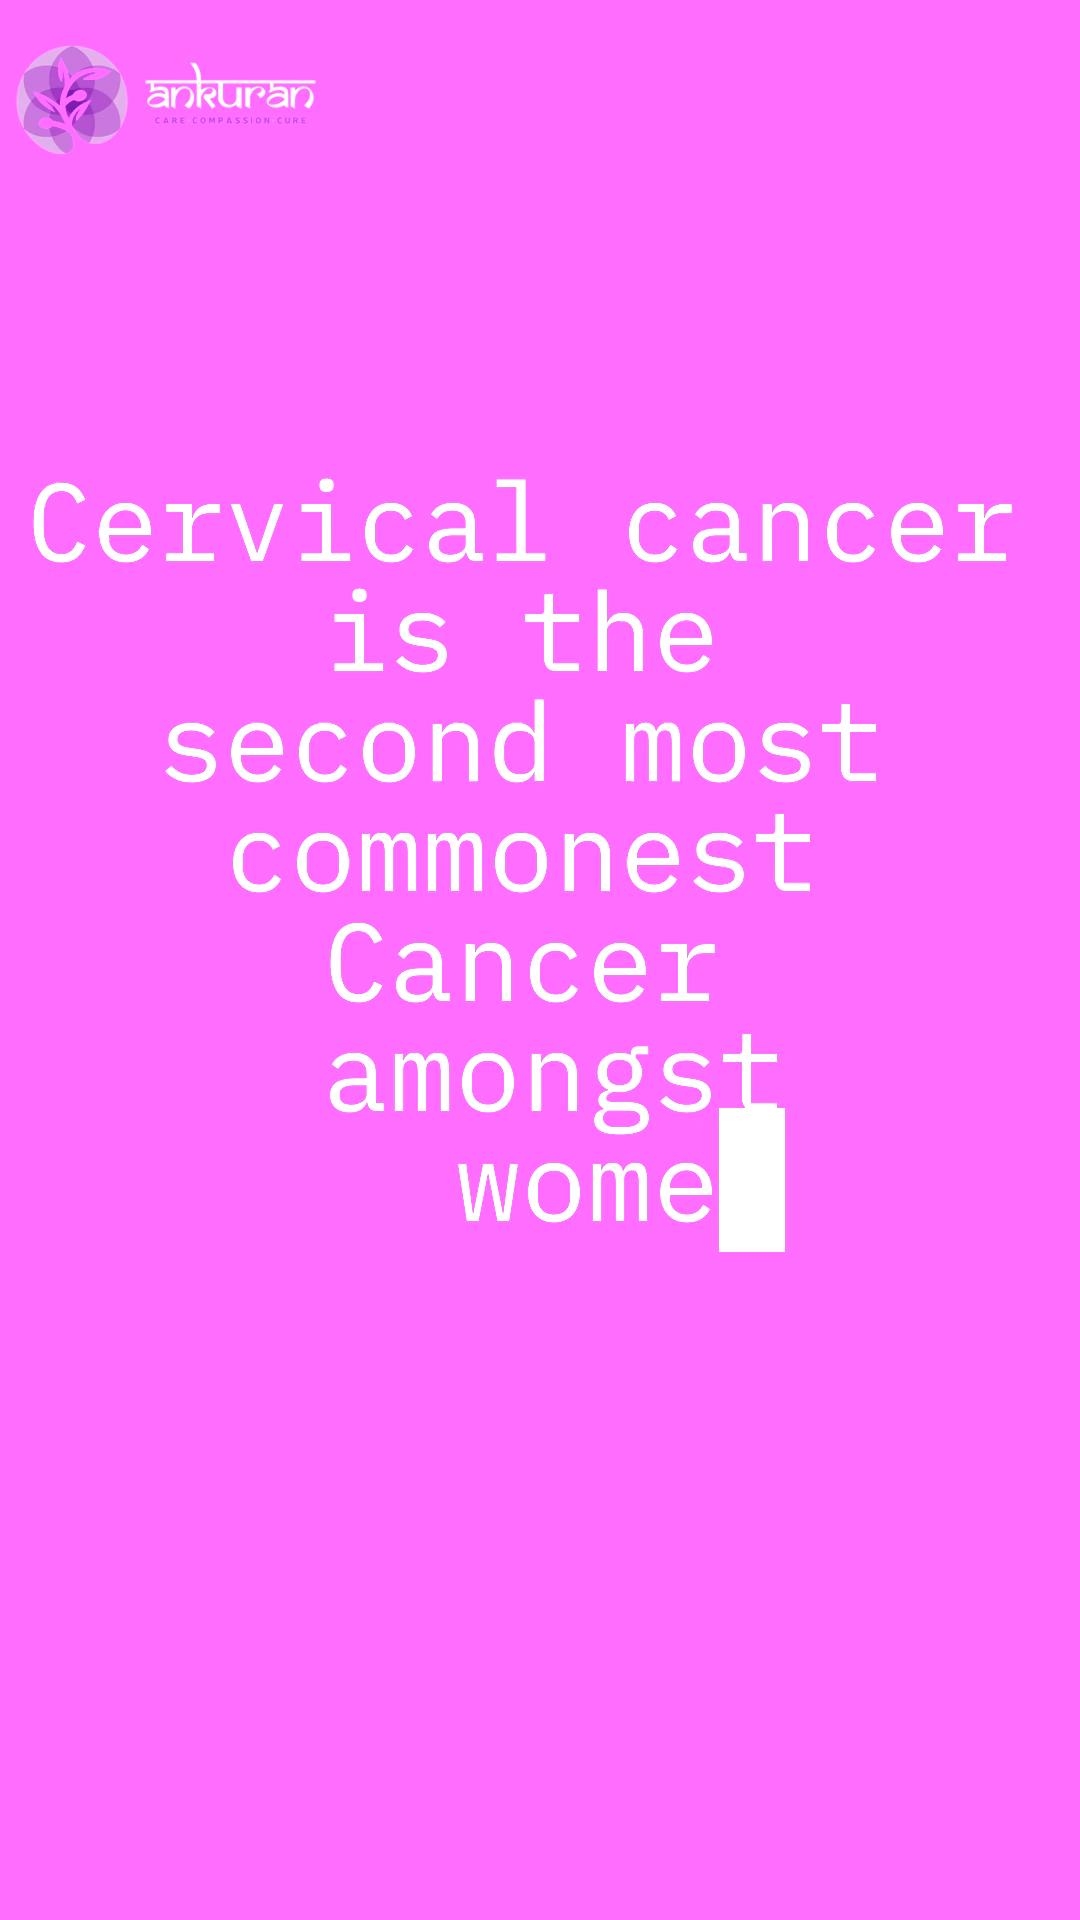 ankuran
CARE COMPASSION CURE
Cervical cancer
is the
second most
commonest
Cancer
amongst
wome